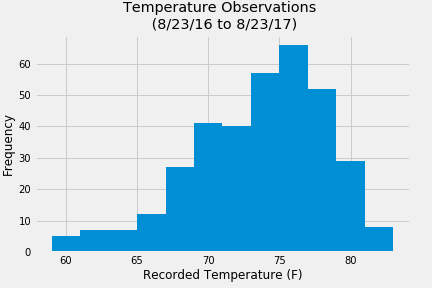 Temperature Observations
(8/23/16 to 8/23/17)
60
50
40
30
20
10
0
Frequency
60 65 70 75 80
Recorded Temperature (F)